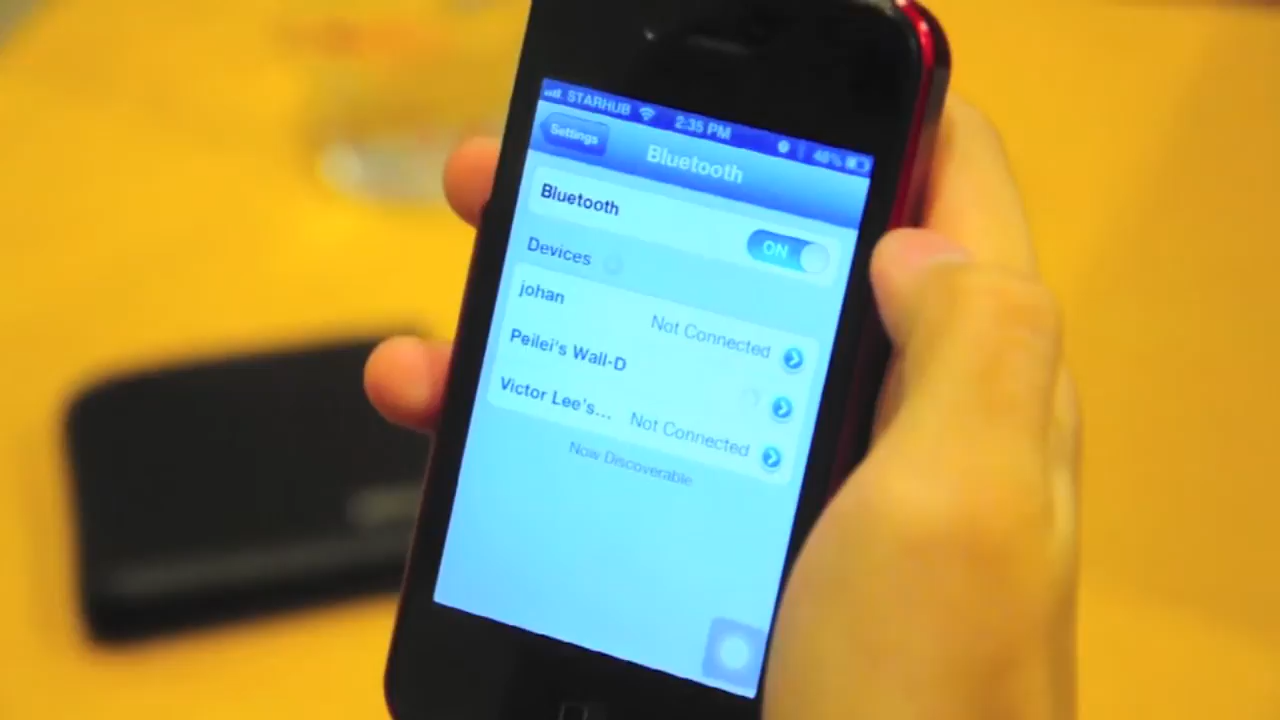 STARHUB 2:35 PM 48%
Settings
Bluetooth
Bluetooth
ON
Devices
johan
Not Connected
Peilei's Wall-D
Victor Lee's... Not Connected
Now Discoverable